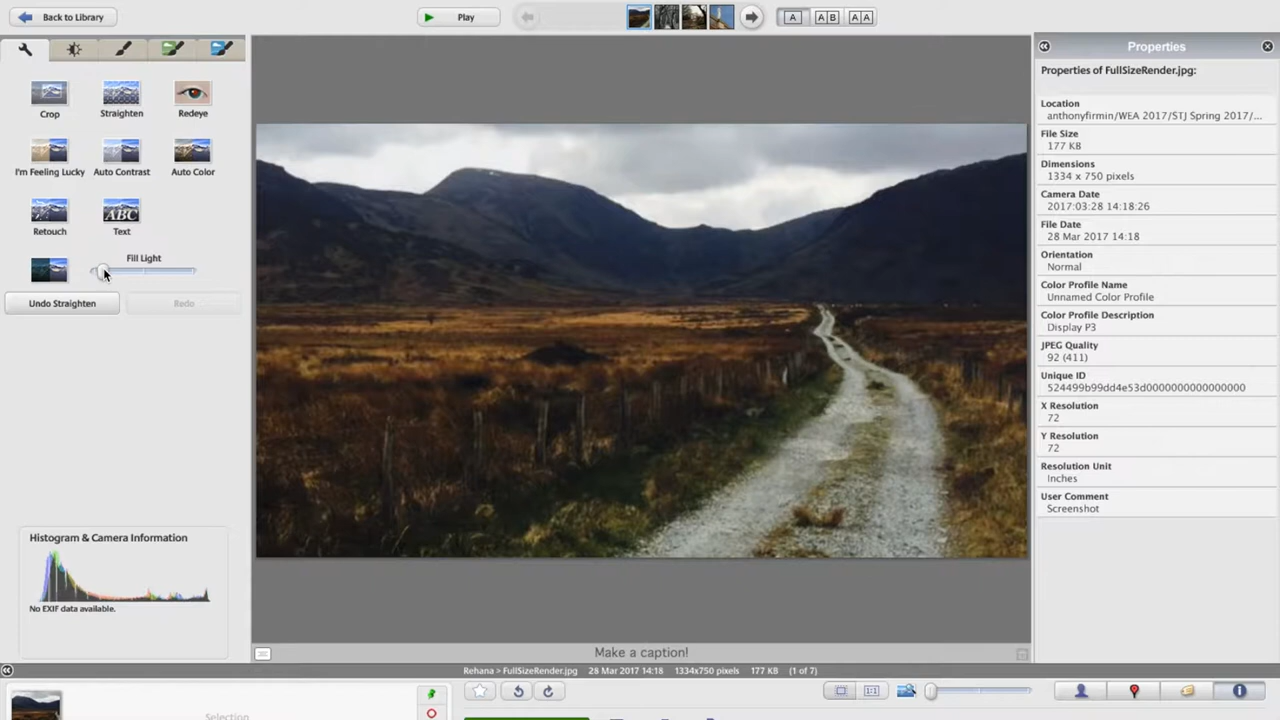 Back to Library
Play
A
AB
AA
Crop
Straighten
Redeye
I'm Feeling Lucky
Auto Contrast
Auto Color
Retouch
ABC
Text
Fill Light
Undo Straighten
Redo
Histogram & Camera Information
No EXIF data available.
Make a caption!
Rehana > FullSizeRender.jpg 28 Mar 2017 14:18 1334x750 pixels 177 KB (1 of 7)
Selection
1:1
Properties
Properties of FullSizeRender.jpg:
Location
anthonyfirmin/WEA 2017/STJ Spring 2017/...
File Size
177 KB
Dimensions
1334 x 750 pixels
Camera Date
2017:03:28 14:18:26
File Date
28 Mar 2017 14:18
Orientation
Normal
Color Profile Name
Unnamed Color Profile
Color Profile Description
Display P3
JPEG Quality
92 (411)
Unique ID
524499b99dd4e53d0000000000000000
X Resolution
72
Y Resolution
72
Resolution Unit
Inches
User Comment
Screenshot